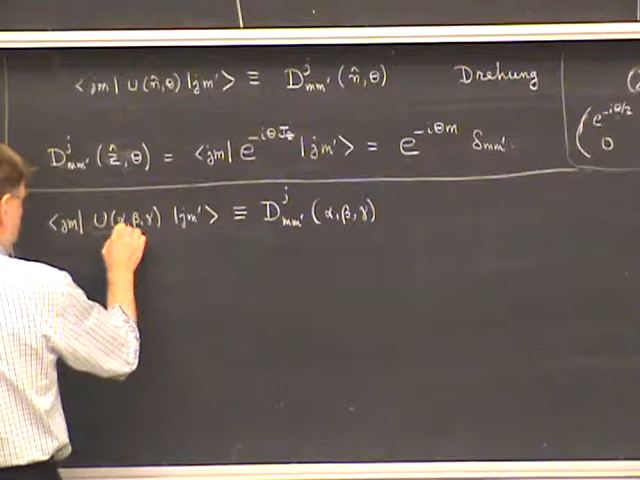 <jm| U(n̂,θ) |jm'> ≡ D^j_{mm'}(n̂,θ) Drehung
D^j_{mm'}(ẑ,θ) = <jm| e^{-iθJ_z} |jm'> = e^{-iθm} δ_{mm'}.
( e^{-iθ/2}
0
<jm| U(α,β,γ) |jm'> ≡ D^j_{mm'}(α,β,γ)